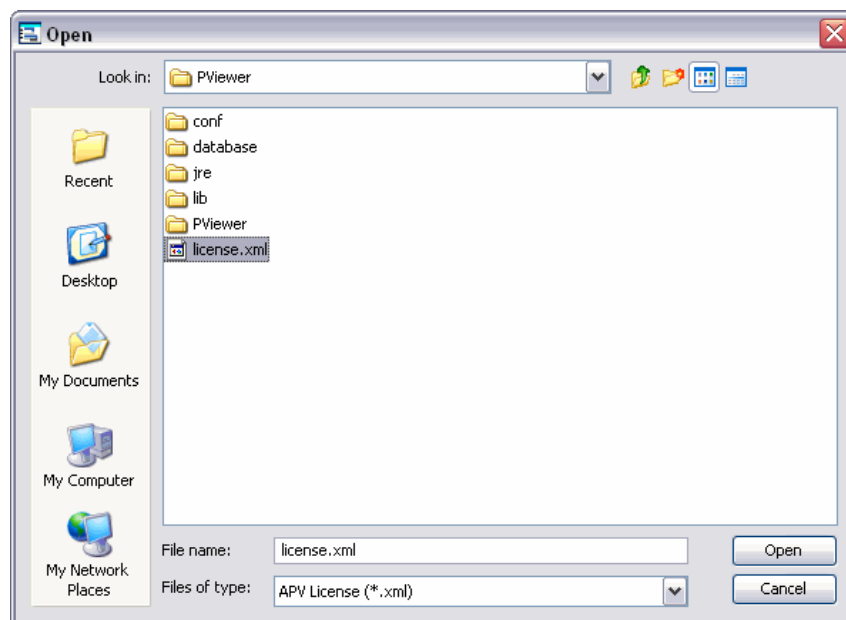 Open
Look in: PViewer
Recent
Desktop
My Documents
My Computer
My Network
Places
conf
database
jre
lib
PViewer
license.xml
File name: license.xml Open
Files of type: APV License (*.xml) Cancel